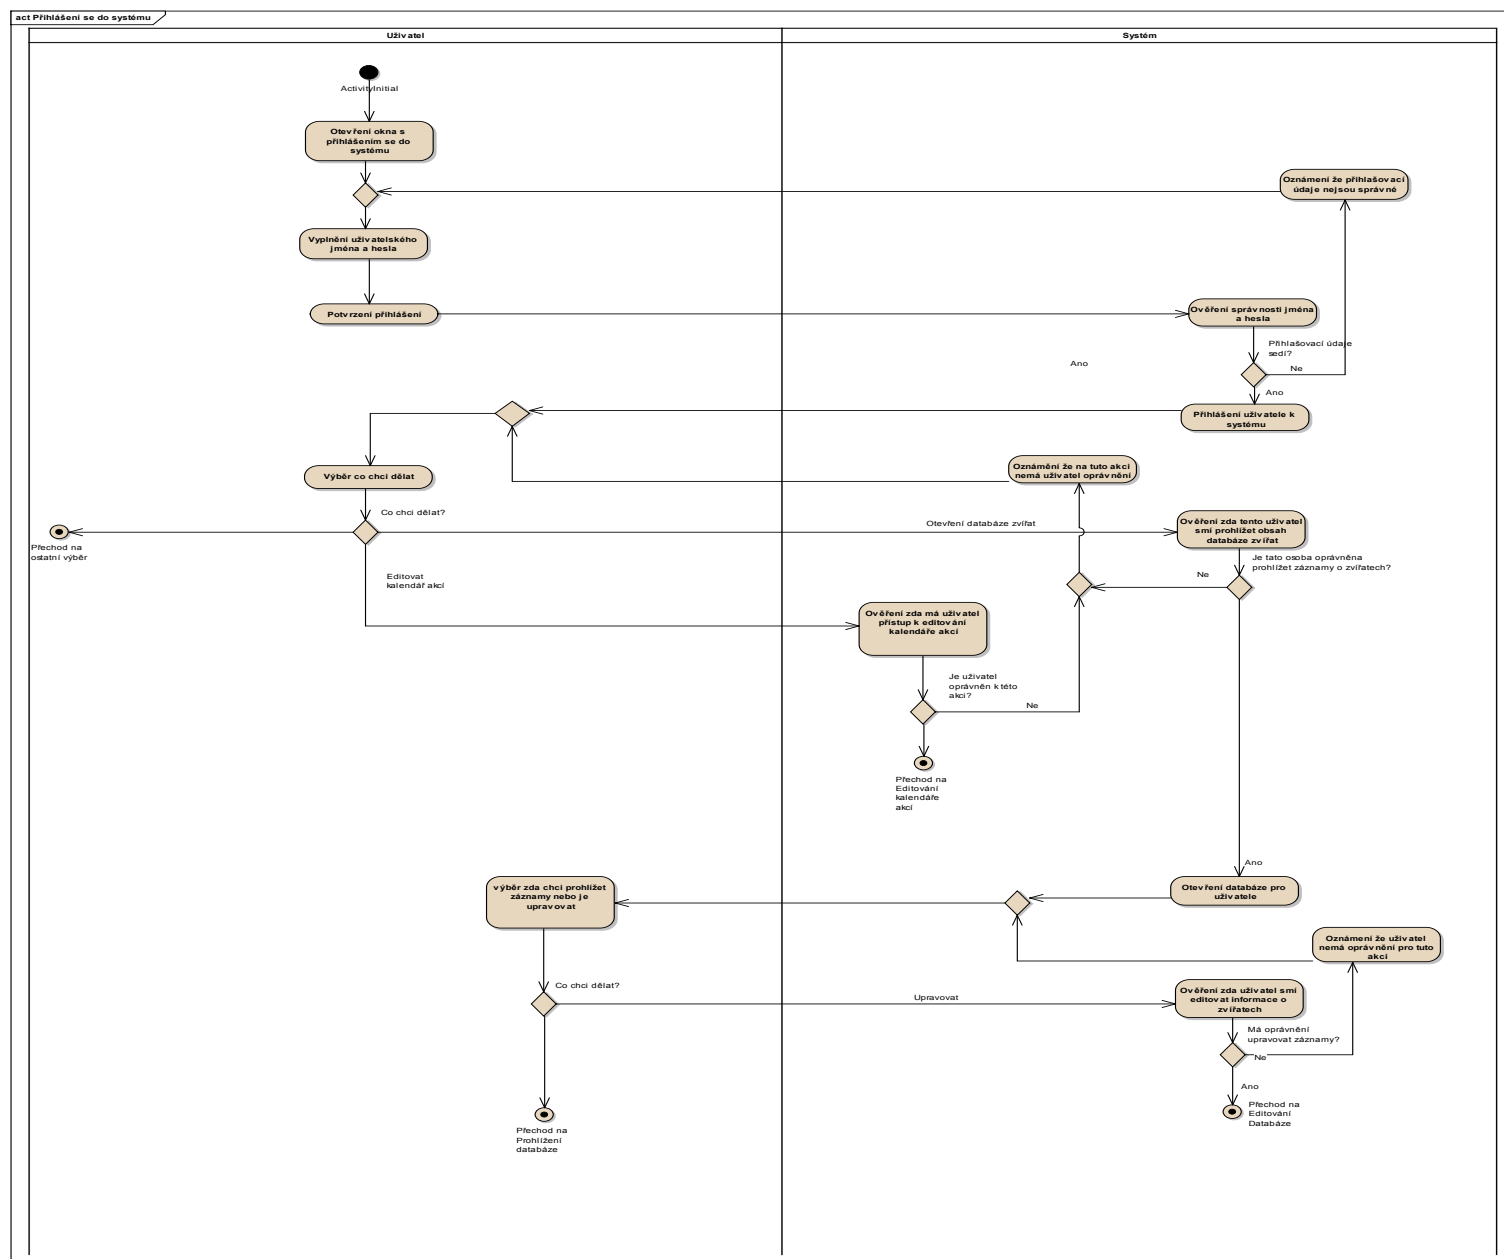 act Přihlášení se do systému
Uživatel
Systém
ActivityInitial
Otevření okna s
přihlášením se do
systému
Oznámení že přihlašovací
údaje nejsou správné
Vyplnění uživatelského
jména a hesla
Potvrzení přihlášení
Ověření správnosti jména
a hesla
Přihlašovací údaje
sedí?
Ano
Ne
Ano
Přihlášení uživatele k
systému
Výběr co chci dělat
Oznámění že na tuto akci
nemá uživatel oprávnění
Co chci dělat?
Otevření databáze zvířat
Ověření zda tento uživatel
smí prohlížet obsah
databáze zvířat
Přechod na
ostatní výběr
Je tato osoba oprávněna
prohlížet záznamy o zvířatech?
Editovat
kalendář akcí
Ne
Ověření zda má uživatel
přístup k editování
kalendáře akcí
Je uživatel
oprávněn k této
akci?
Ne
Přechod na
Editování
kalendáře
akcí
Ano
výběr zda chci prohlížet
záznamy nebo je
upravovat
Otevření databáze pro
uživatele
Oznámení že uživatel
nemá oprávnění pro tuto
akci
Co chci dělat?
Upravovat
Ověření zda uživatel smí
editovat informace o
zvířatech
Má oprávnění
upravovat záznamy?
Ne
Ano
Přechod na
Editování
Databáze
Přechod na
Prohlížení
databáze